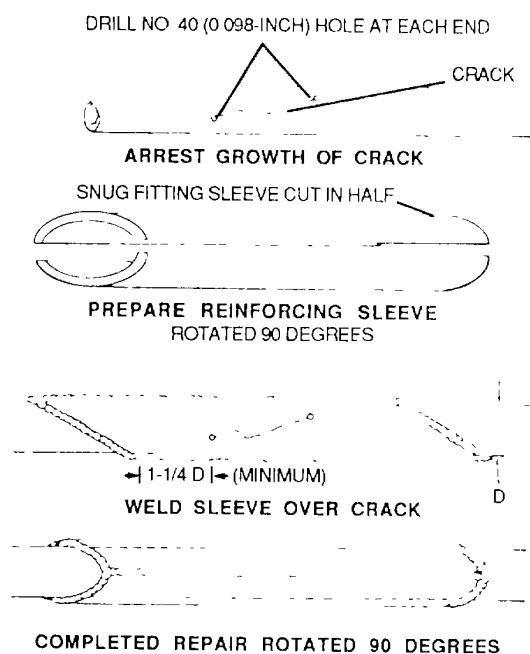 DRILL NO 40 (0 098-INCH) HOLE AT EACH END
CRACK
ARREST GROWTH OF CRACK
SNUG FITTING SLEEVE CUT IN HALF
PREPARE REINFORCING SLEEVE
ROTATED 90 DEGREES
1-1/4 D (MINIMUM)
D
WELD SLEEVE OVER CRACK
COMPLETED REPAIR ROTATED 90 DEGREES